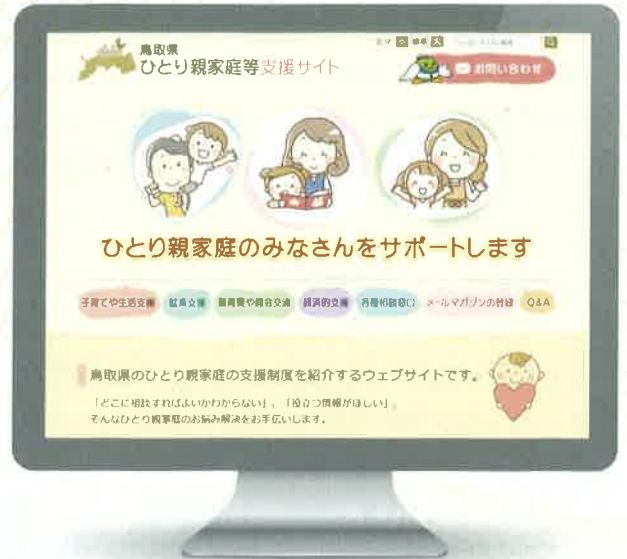 鳥取県
ひとり親家庭等支援サイト
大
お問い合わせ
ひとり親家庭のみなさんをサポートします
子育てや生活支援 就業支援 養育費や面会交流 経済的支援 各種相談窓口 メールマガジンの登録 Q&A
鳥取県のひとり親家庭の支援制度を紹介するウェブサイトです。
「どこに相談すればよいかわからない」、「役立つ情報がほしい」
そんなひとり親家庭のお悩み解決をお手伝いします。